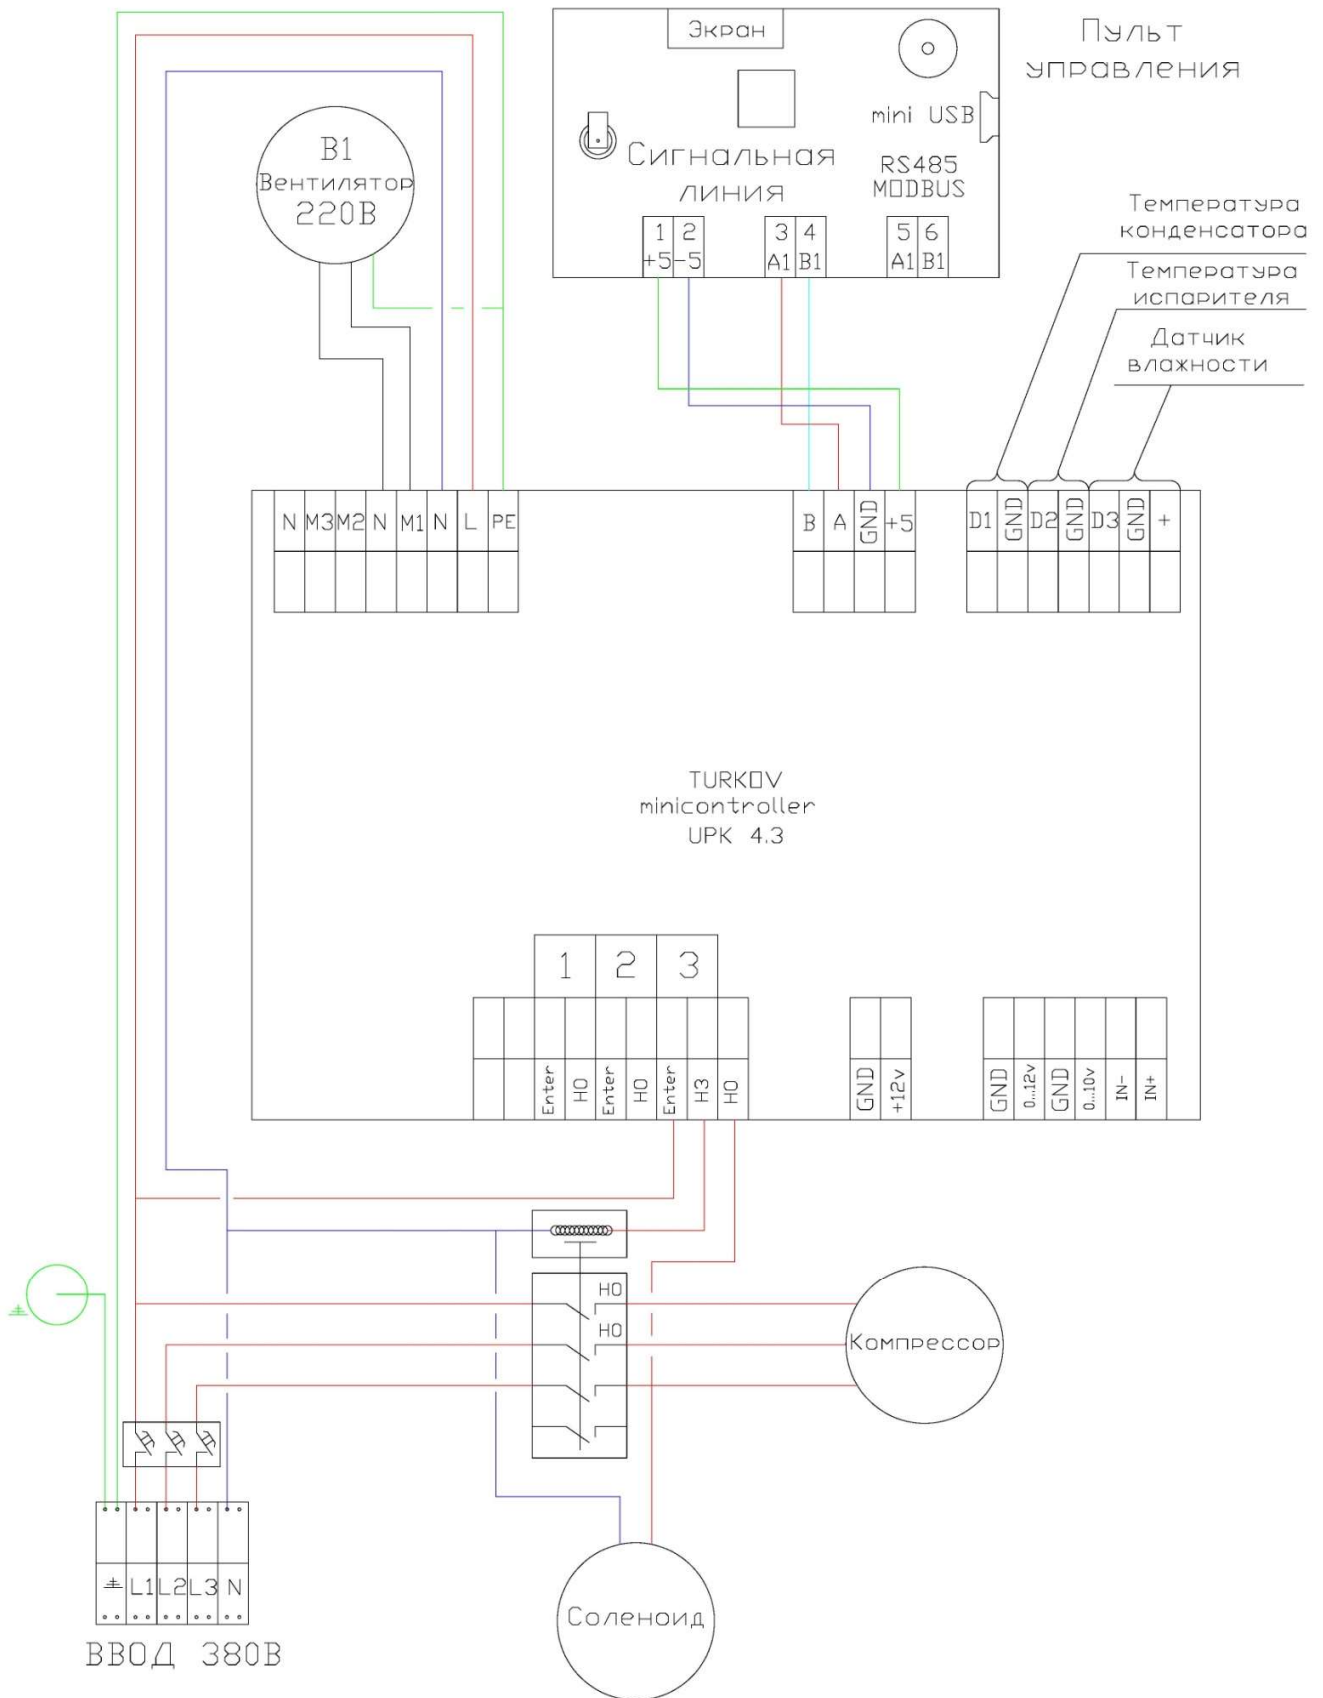 Экран
Пульт
управления
mini USB
Сигнальная
линия
RS485
MODBUS
1 2 3 4 5 6
+5 -5 A1 B1 A1 B1
B1
Вентилятор
220В
Температура
конденсатора
Температура
испарителя
Датчик
влажности
N M3 M2 N M1 N L PE
B A GND +5
D1 GND D2 GND D3 GND +
TURKOV
minicontroller
UPK 4.3
1 2 3
Enter НО Enter НО Enter НЗ НО
GND +12v
GND 0...12v GND 0...10v IN- IN+
НО
НО
Компрессор
L1 L2 L3 N
ВВОД 380В
Соленоид